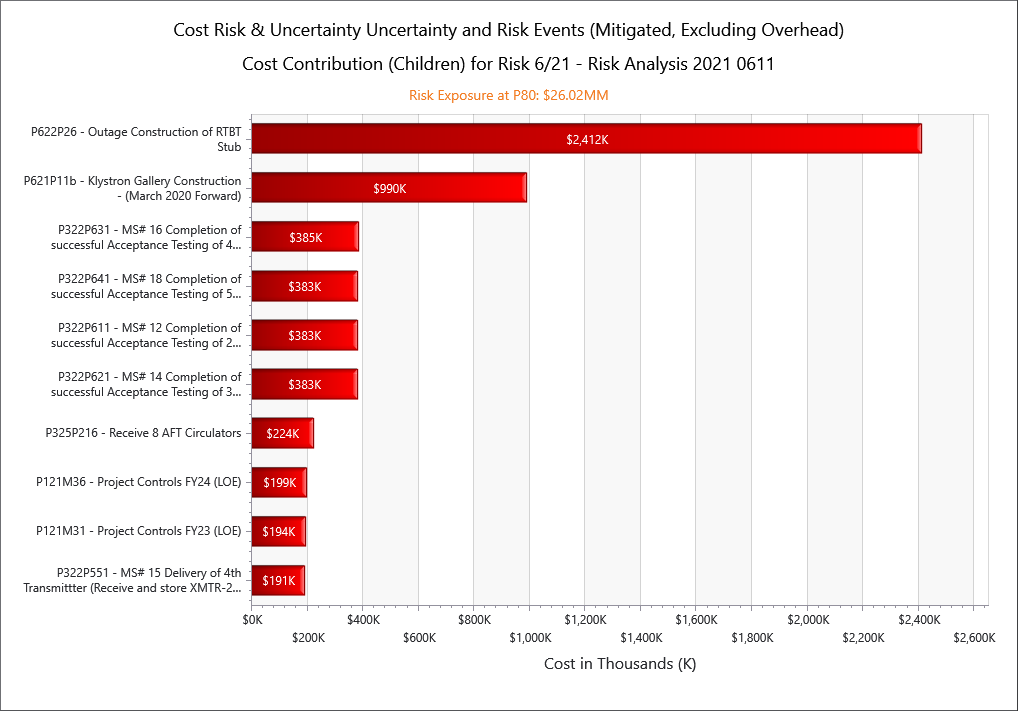 Cost Risk & Uncertainty Uncertainty and Risk Events (Mitigated, Excluding Overhead)
Cost Contribution (Children) for Risk 6/21 - Risk Analysis 2021 0611
Risk Exposure at P80: $26.02MM
P622P26 - Outage Construction of RTBT
Stub
$2,412K
P621P11b - Klystron Gallery Construction
- (March 2020 Forward)
$990K
P322P631 - MS# 16 Completion of
successful Acceptance Testing of 4...
$385K
P322P641 - MS# 18 Completion of
successful Acceptance Testing of 5...
$383K
P322P611 - MS# 12 Completion of
successful Acceptance Testing of 2...
$383K
P322P621 - MS# 14 Completion of
successful Acceptance Testing of 3...
$383K
P325P216 - Receive 8 AFT Circulators
$224K
P121M36 - Project Controls FY24 (LOE)
$199K
P121M31 - Project Controls FY23 (LOE)
$194K
P322P551 - MS# 15 Delivery of 4th
Transmittter (Receive and store XMTR-2...
$191K
$0K $400K $800K $1,200K $1,600K $2,000K $2,400K
$200K $600K $1,000K $1,400K $1,800K $2,200K $2,600K
Cost in Thousands (K)